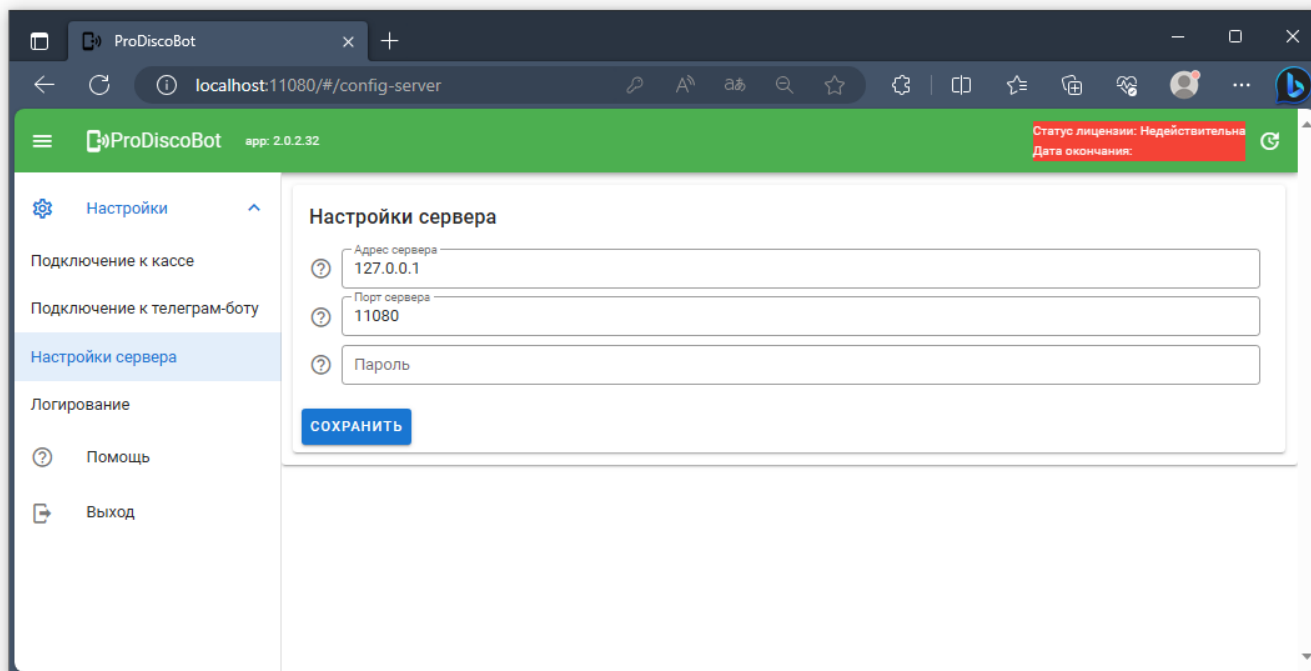 ProDiscoBot
localhost:11080/#/config-server
ProDiscoBot app: 2.0.2.32
Статус лицензии: Недействительна
Дата окончания:
Настройки
Подключение к кассе
Подключение к телеграм-боту
Настройки сервера
Логирование
Помощь
Выход
Настройки сервера
Адрес сервера
127.0.0.1
Порт сервера
11080
Пароль
СОХРАНИТЬ